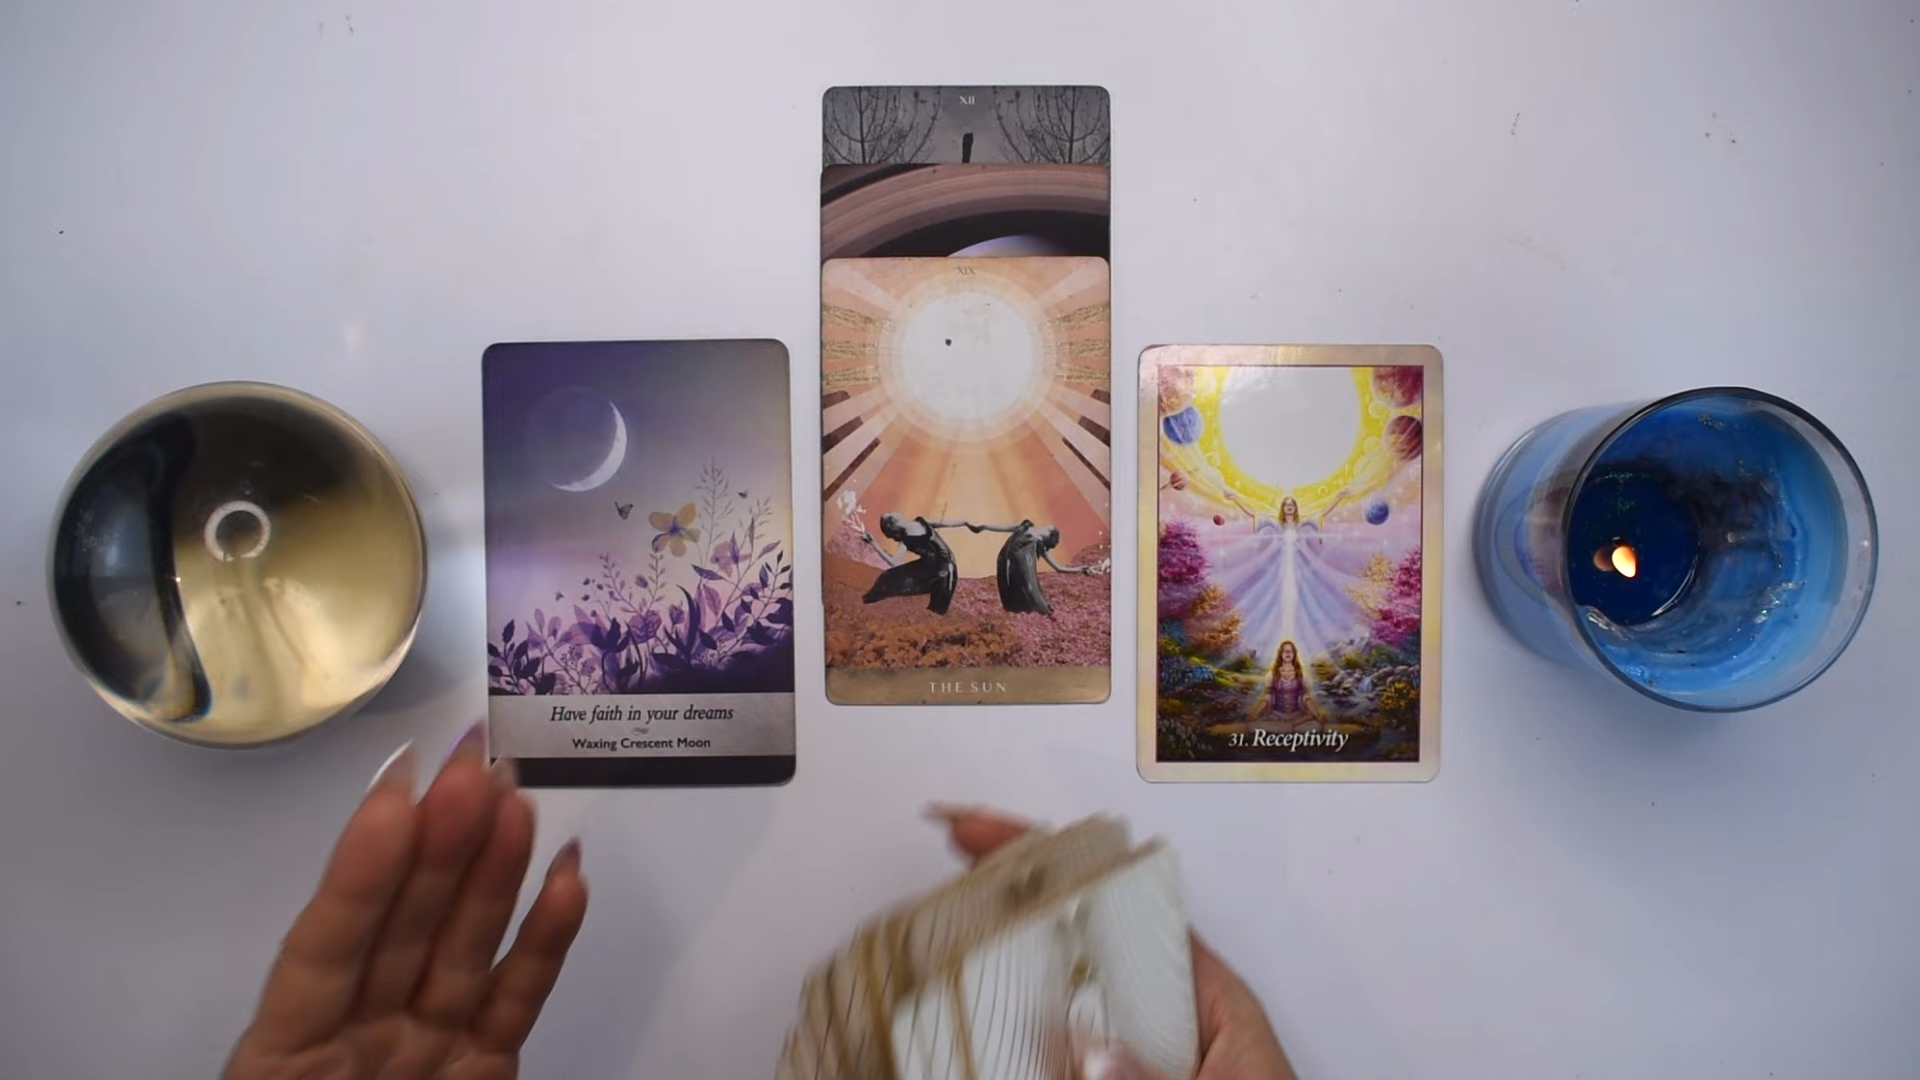 XII
XIX
THE SUN
Have faith in your dreams
Waxing Crescent Moon
31. Receptivity